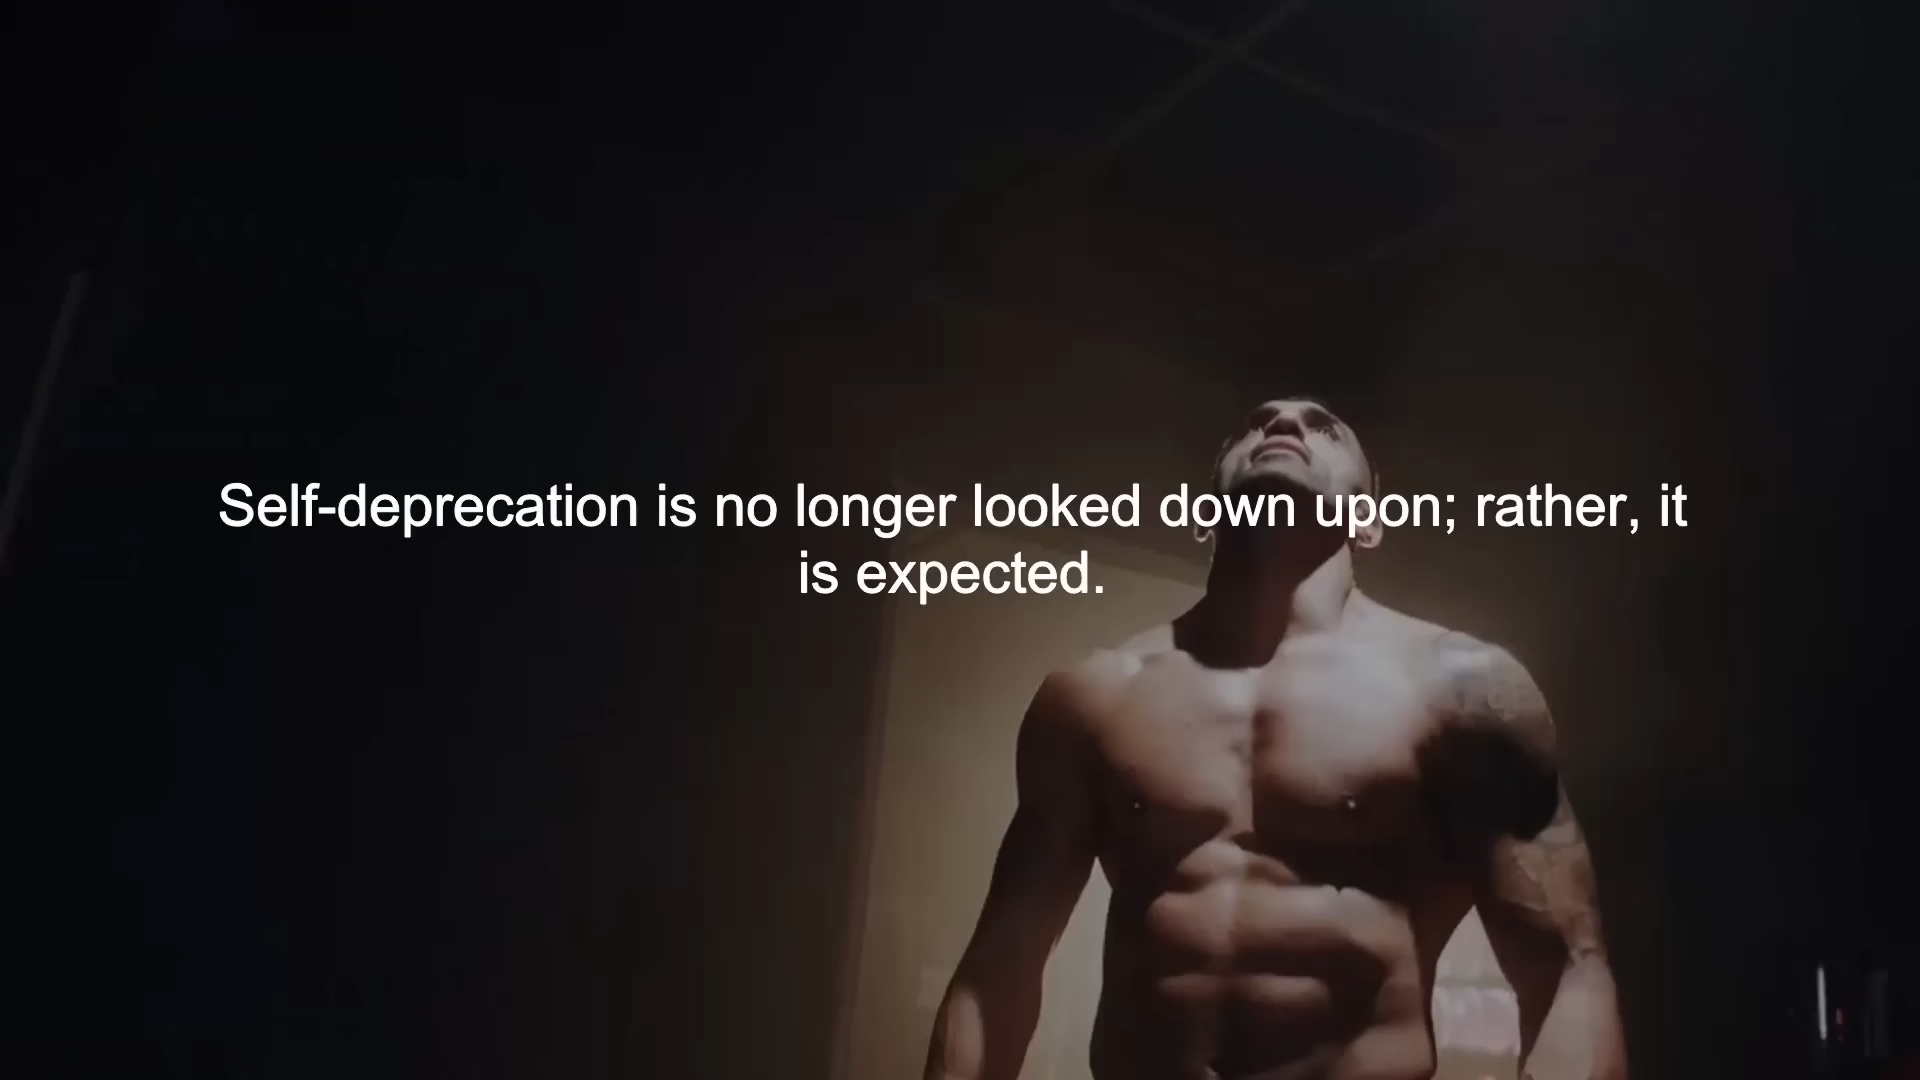 Self-deprecation is no longer looked down upon; rather, it
is expected.